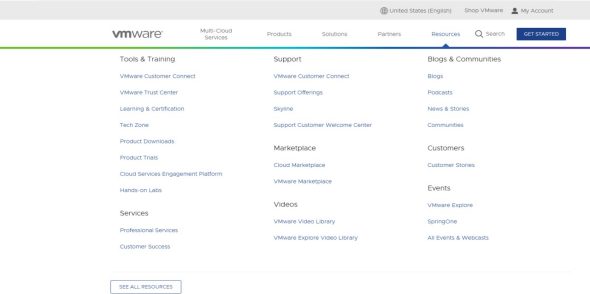 United States (English) Shop VMware My Account
vmware Multi-Cloud Services Products Solutions Partners Resources Search GET STARTED
Tools & Training
VMware Customer Connect
VMware Trust Center
Learning & Certification
Tech Zone
Product Downloads
Product Trials
Cloud Services Engagement Platform
Hands-on Labs
Services
Professional Services
Customer Success
Support
VMware Customer Connect
Support Offerings
Skyline
Support Customer Welcome Center
Marketplace
Cloud Marketplace
VMware Marketplace
Videos
VMware Video Library
VMware Explore Video Library
Blogs & Communities
Blogs
Podcasts
News & Stories
Communities
Customers
Customer Stories
Events
VMware Explore
SpringOne
All Events & Webcasts
SEE ALL RESOURCES